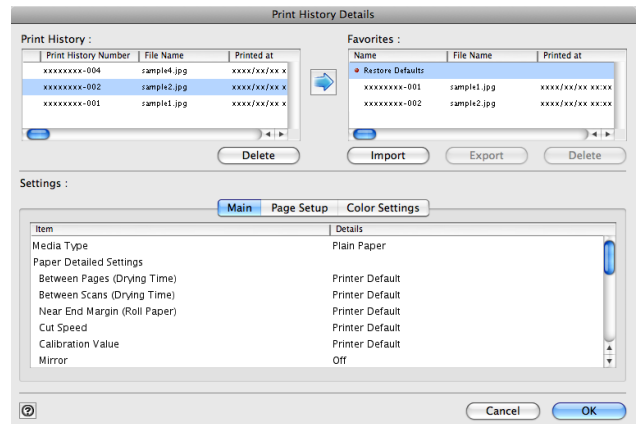 Print History Details
Print History :
Favorites :
Print History Number File Name Printed at
xxxxxxxx-004 sample4.jpg xxxx/xx/xx x
xxxxxxxx-002 sample2.jpg xxxx/xx/xx x
xxxxxxxx-001 sample1.jpg xxxx/xx/xx x
Name File Name Printed at
Restore Defaults
xxxxxxxx-001 sample1.jpg xxxx/xx/xx xx:xx
xxxxxxxx-002 sample2.jpg xxxx/xx/xx xx:xx
Delete
Import Export Delete
Settings :
Main Page Setup Color Settings
Item Details
Media Type Plain Paper
Paper Detailed Settings
Between Pages (Drying Time) Printer Default
Between Scans (Drying Time) Printer Default
Near End Margin (Roll Paper) Printer Default
Cut Speed Printer Default
Calibration Value Printer Default
Mirror Off
? Cancel OK